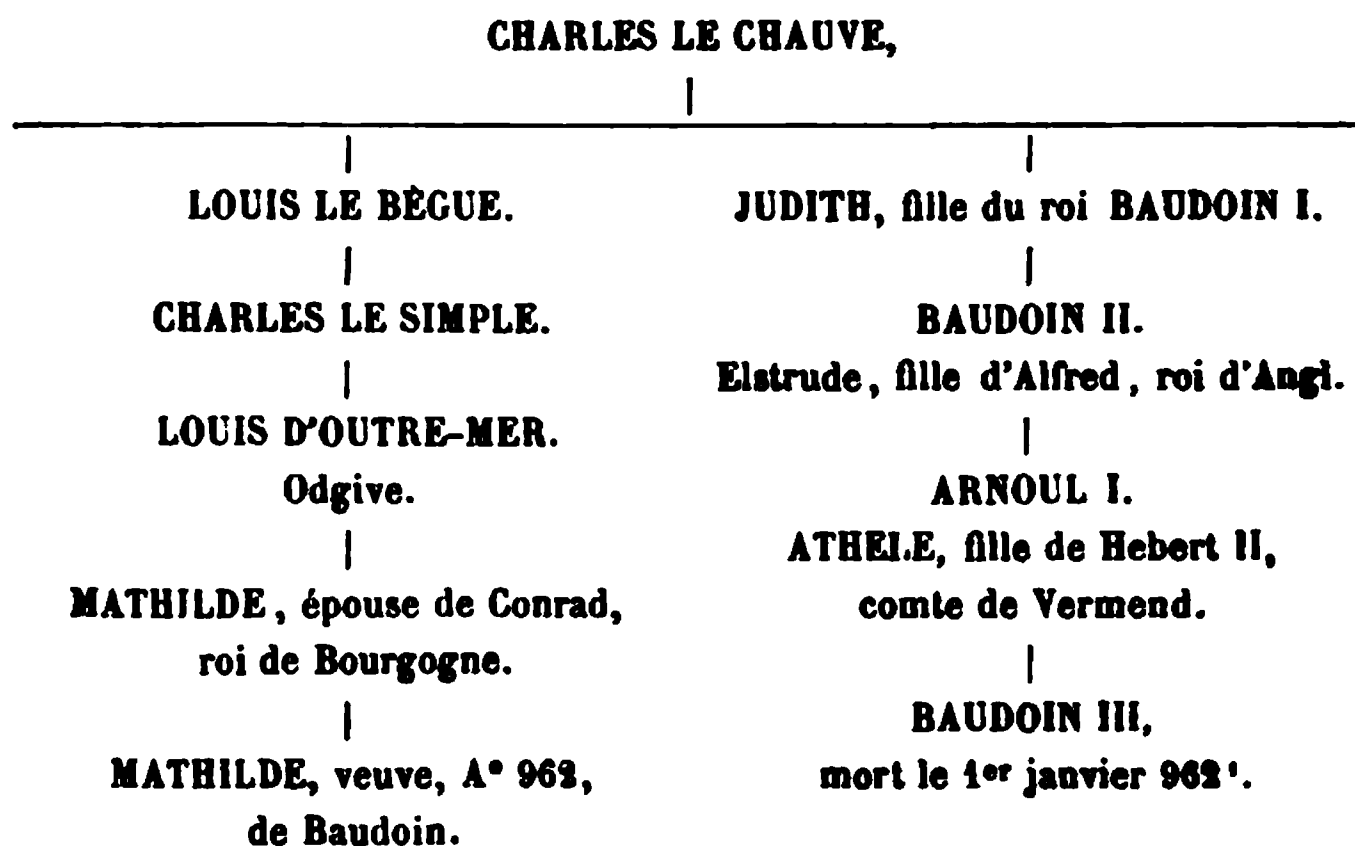 CHARLES LE CHAUVE,
LOUIS LE BÈGUE.
CHARLES LE SIMPLE.
LOUIS D'OUTRE-MER.
Odgive.
MATHILDE, épouse de Conrad,
roi de Bourgogne.
MATHILDE, veuve, A° 962,
de Baudoin.
JUDITH, fille du roi BAUDOIN I.
BAUDOIN II.
Elstrude, fille d'Alfred, roi d'Angl.
ARNOUL I.
ATHELE, fille de Hebert II,
comte de Vermend.
BAUDOIN III,
mort le 1er janvier 962¹.